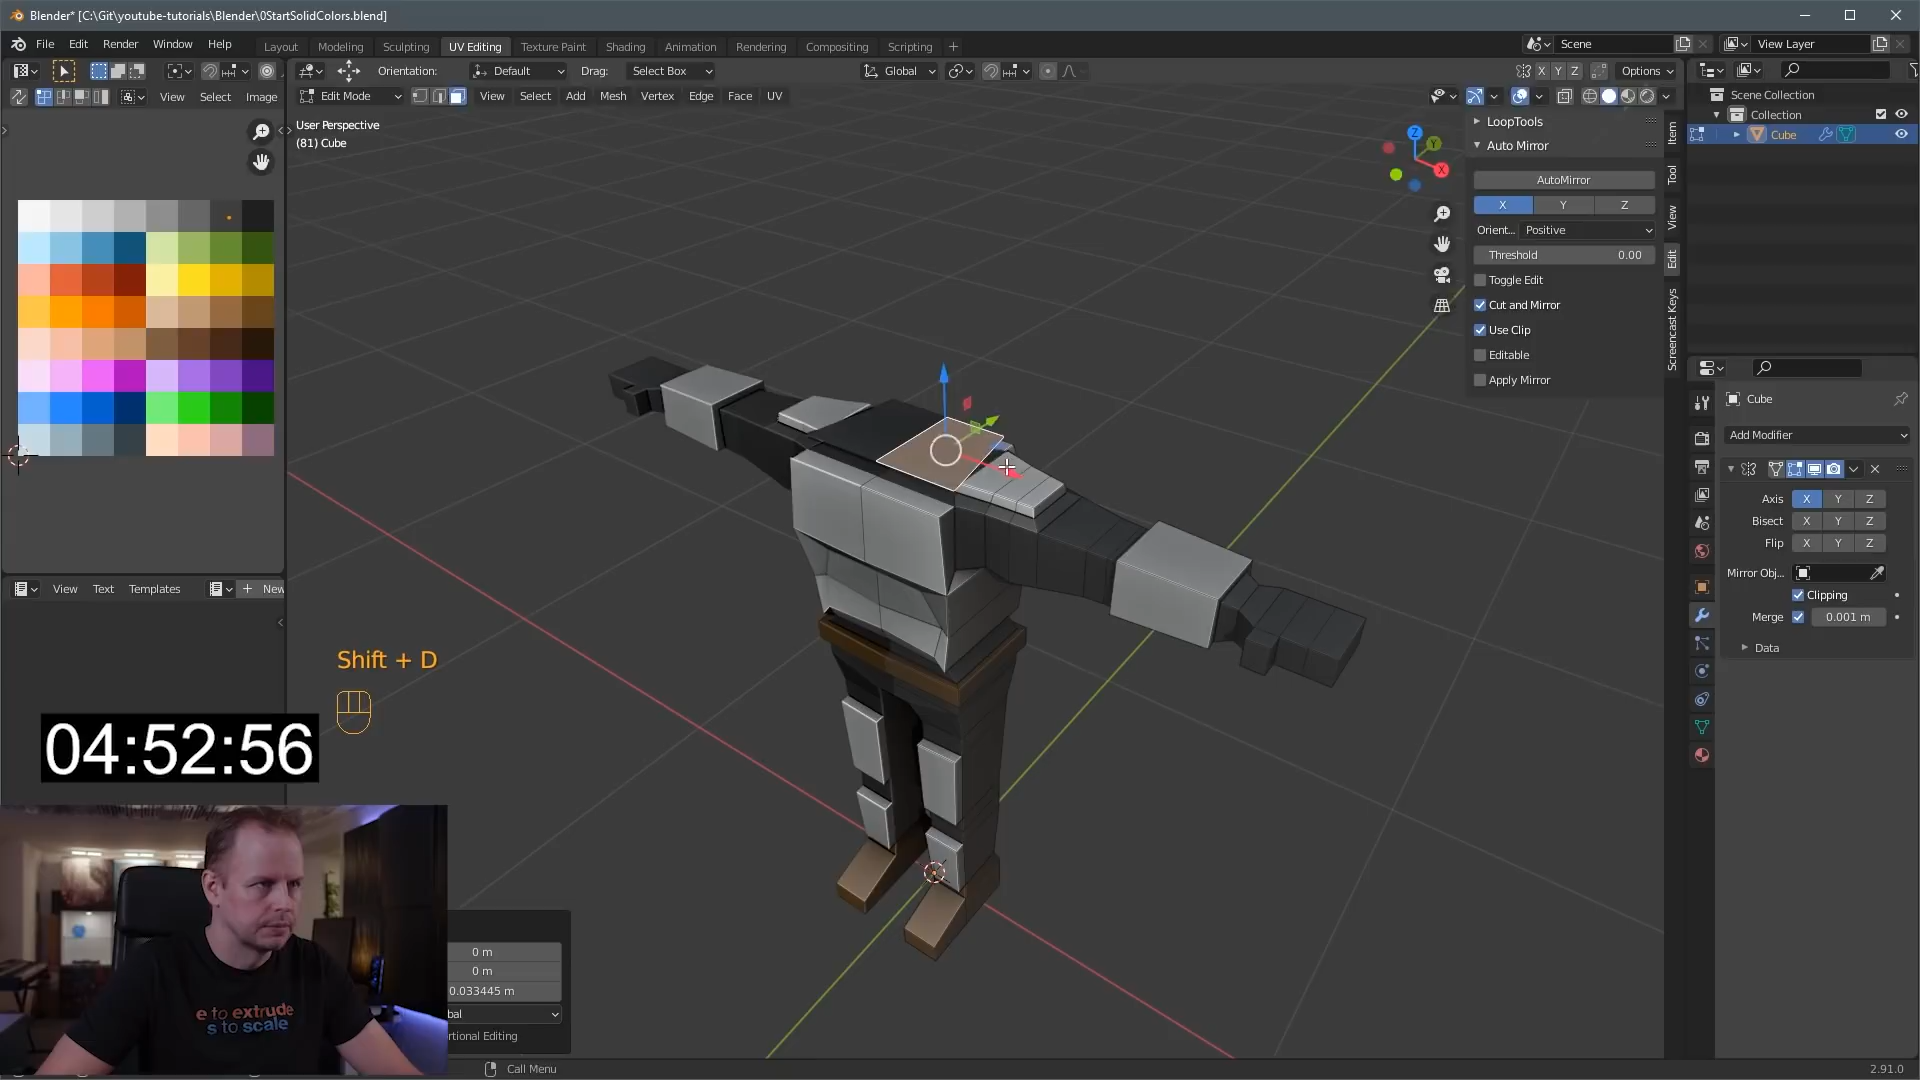 Blender* [C:\Git\youtube-tutorials\Blender\0StartSolidColors.blend]
File Edit Render Window Help
Layout Modeling Sculpting UV Editing Texture Paint Shading Animation Rendering Compositing Scripting +
Scene
View Layer
Orientation: Default Drag: Select Box
Global
X Y Z Options
View Select Image
Edit Mode View Select Add Mesh Vertex Edge Face UV
User Perspective
(81) Cube
Z
Y
X
LoopTools
Auto Mirror
AutoMirror
X Y Z
Orient... Positive
Threshold 0.00
Toggle Edit
Cut and Mirror
Use Clip
Editable
Apply Mirror
Item
Tool
View
Edit
Screencast Keys
Scene Collection
Collection
Cube
Cube
Add Modifier
Axis X Y Z
Bisect X Y Z
Flip X Y Z
Mirror Obj...
Clipping
Merge 0.001 m
Data
View Text Templates + New
Shift + D
04:52:56
e to extrude
s to scale
0 m
0 m
0.033445 m
bal
rtional Editing
Call Menu
2.91.0